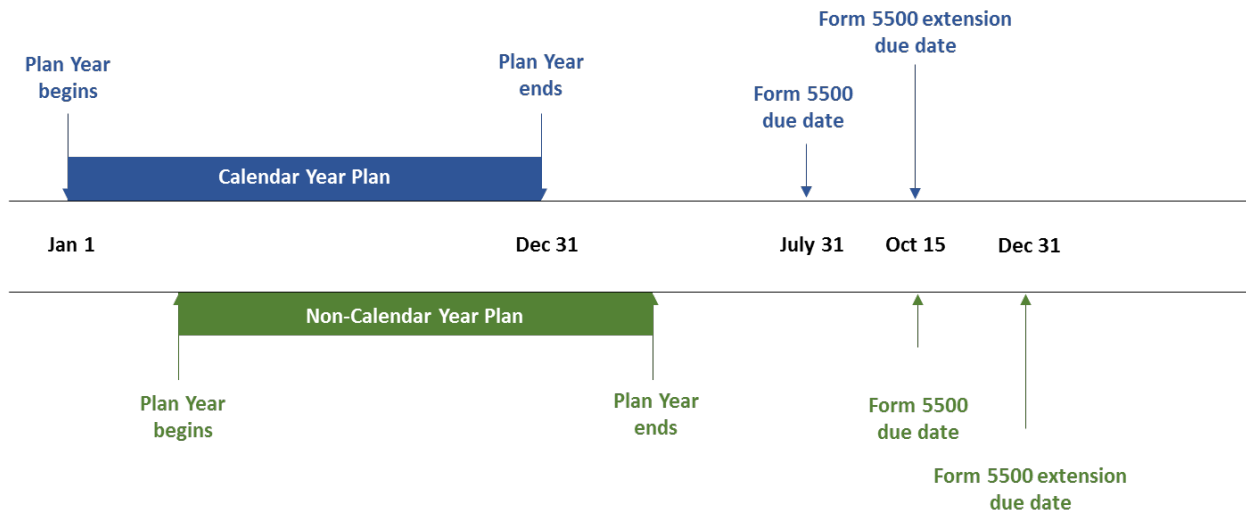 Form 5500 extension
due date
Plan Year
begins
Plan Year
ends
Form 5500
due date
Calendar Year Plan
Jan 1
Dec 31
July 31
Oct 15
Dec 31
Non-Calendar Year Plan
Plan Year
begins
Plan Year
ends
Form 5500
due date
Form 5500 extension
due date